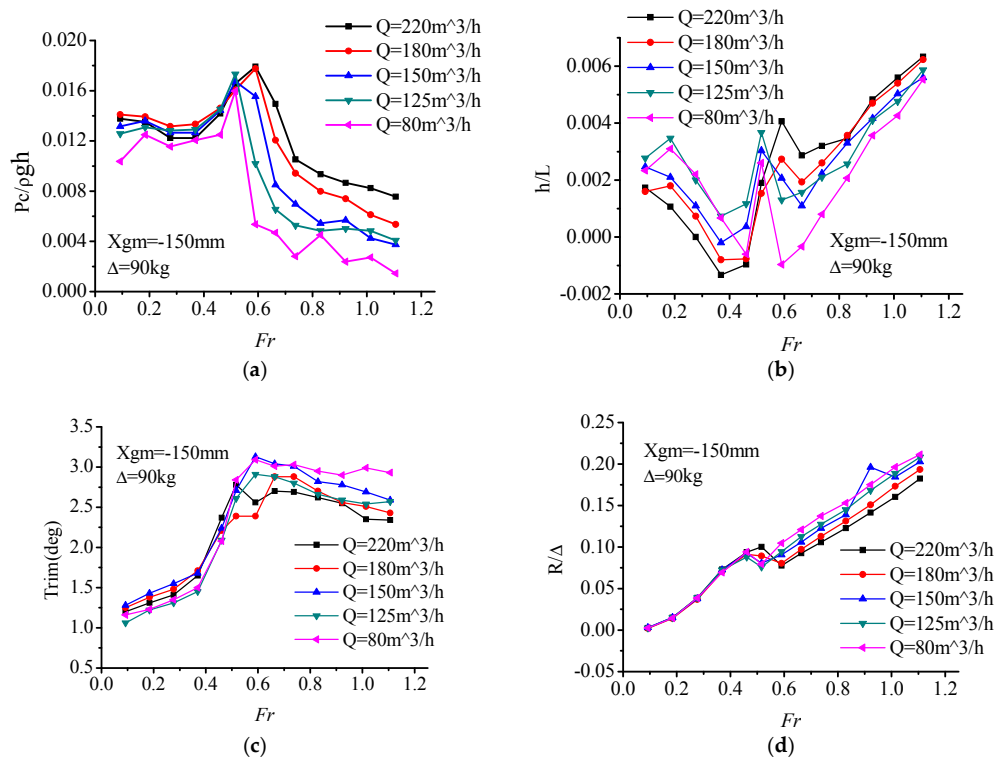 Q=220m^3/h
Q=180m^3/h
Q=150m^3/h
Q=125m^3/h
Q=80m^3/h
0.020
0.016
0.012
0.008
0.004
0.000
Pc/ρgh
Xgm=-150mm
Δ=90kg
0.0 0.2 0.4 0.6 0.8 1.0 1.2
Fr
(a)
Q=220m^3/h
Q=180m^3/h
Q=150m^3/h
Q=125m^3/h
Q=80m^3/h
0.006
0.004
0.002
0.000
-0.002
h/L
Xgm=-150mm
Δ=90kg
0.0 0.2 0.4 0.6 0.8 1.0 1.2
Fr
(b)
3.5
3.0
2.5
2.0
1.5
1.0
0.5
Trim(deg)
Xgm=-150mm
Δ=90kg
Q=220m^3/h
Q=180m^3/h
Q=150m^3/h
Q=125m^3/h
Q=80m^3/h
0.0 0.2 0.4 0.6 0.8 1.0 1.2
Fr
(c)
0.25
0.20
0.15
0.10
0.05
0.00
-0.05
R/Δ
Xgm=-150mm
Δ=90kg
Q=220m^3/h
Q=180m^3/h
Q=150m^3/h
Q=125m^3/h
Q=80m^3/h
0.0 0.2 0.4 0.6 0.8 1.0 1.2
Fr
(d)